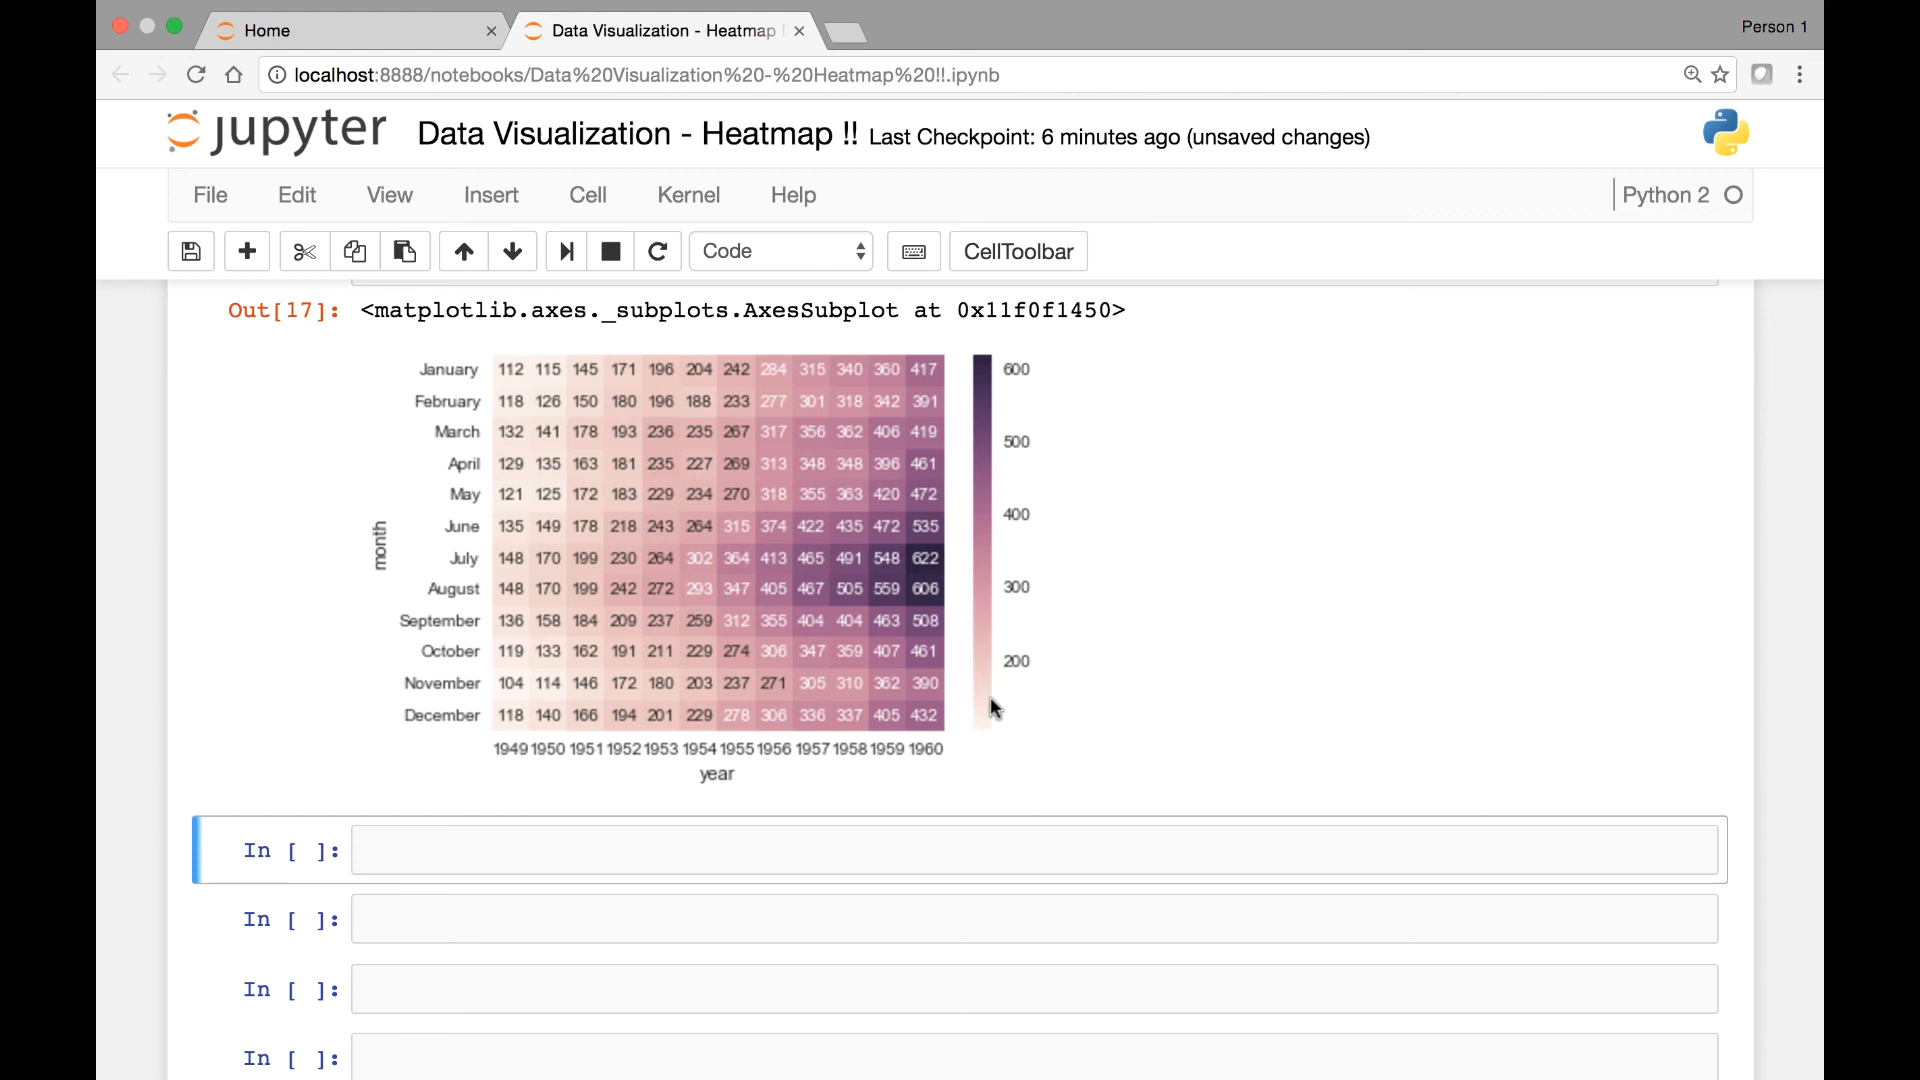 Home
Data Visualization - Heatmap
Person 1
localhost:8888/notebooks/Data%20Visualization%20-%20Heatmap%20!!.ipynb
jupyter Data Visualization - Heatmap !! Last Checkpoint: 6 minutes ago (unsaved changes)
File Edit View Insert Cell Kernel Help Python 2
Code CellToolbar
Out[17]: <matplotlib.axes._subplots.AxesSubplot at 0x11f0f1450>
January 112 115 145 171 196 204 242 284 315 340 360 417 600
February 118 126 150 180 196 188 233 277 301 318 342 391
March 132 141 178 193 236 235 267 317 356 362 406 419
500
April 129 135 163 181 235 227 269 313 348 348 396 461
May 121 125 172 183 229 234 270 318 355 363 420 472
400
June 135 149 178 218 243 264 315 374 422 435 472 535
month
July 148 170 199 230 264 302 364 413 465 491 548 622
August 148 170 199 242 272 293 347 405 467 505 559 606 300
September 136 158 184 209 237 259 312 355 404 404 463 508
October 119 133 162 191 211 229 274 306 347 359 407 461
200
November 104 114 146 172 180 203 237 271 305 310 362 390
December 118 140 166 194 201 229 278 306 336 337 405 432
1949 1950 1951 1952 1953 1954 1955 1956 1957 1958 1959 1960
year
In [ ]:
In [ ]:
In [ ]:
In [ ]: